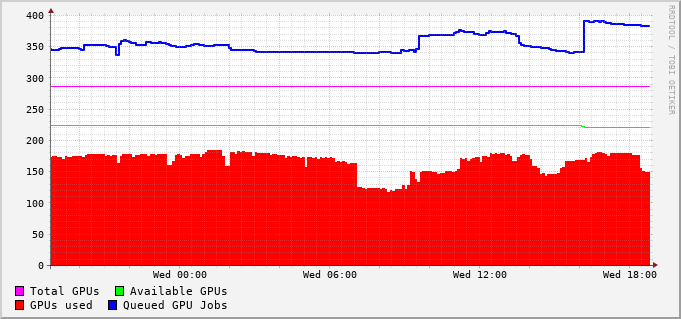 400
350
300
250
200
150
100
50
0
Wed 00:00 Wed 06:00 Wed 12:00 Wed 18:00
Total GPUs Available GPUs
GPUs used Queued GPU Jobs
RRDTOOL / TOBI OETIKER